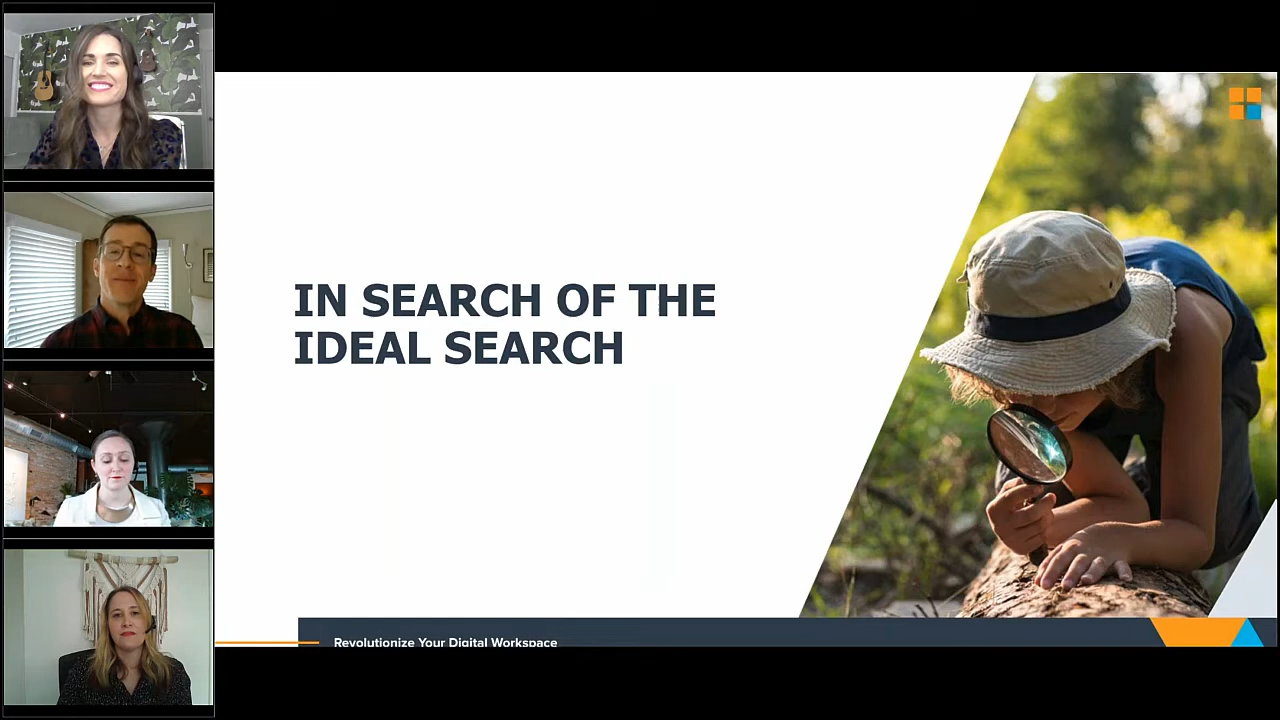 IN SEARCH OF THE
IDEAL SEARCH
Revolutionize Your Digital Workspace